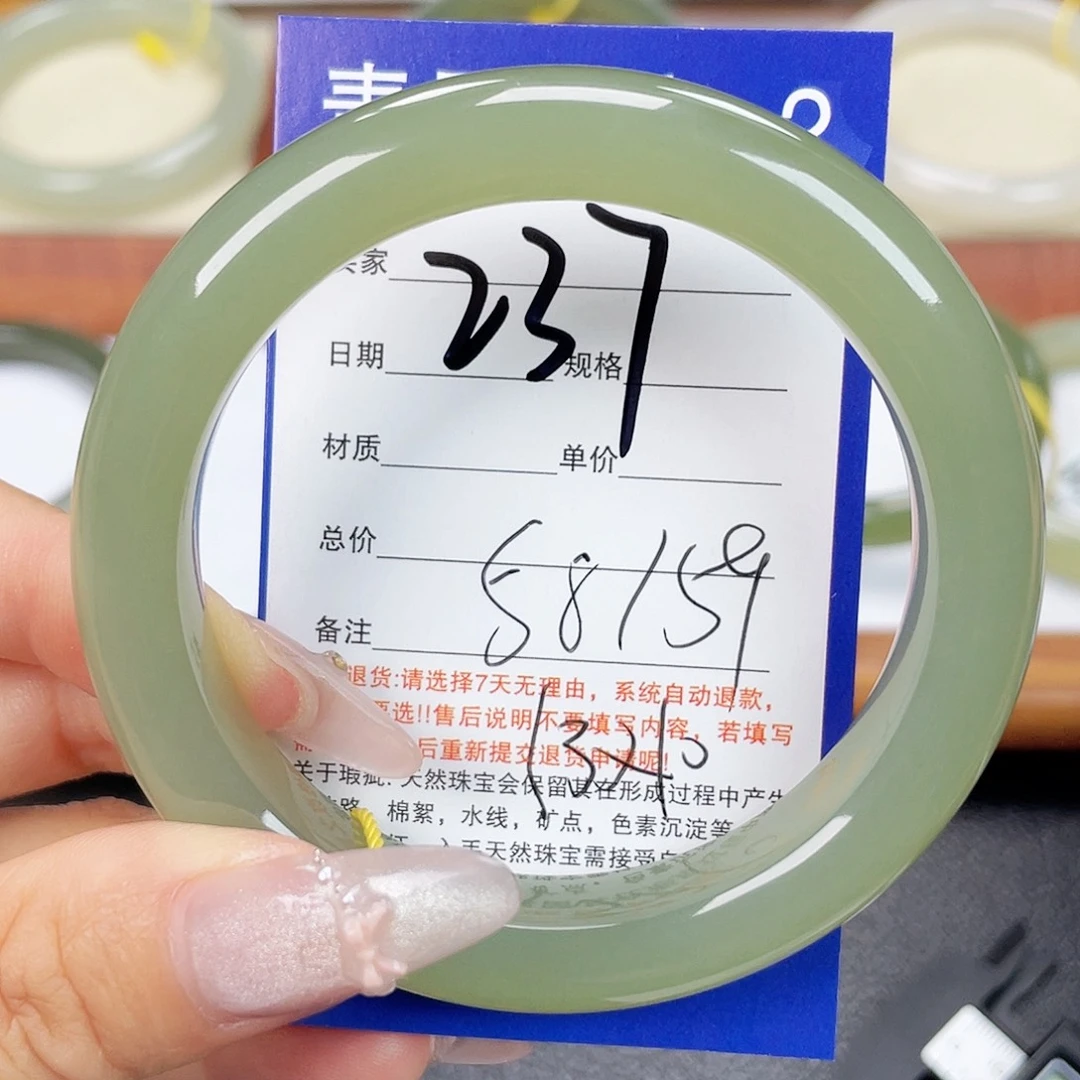 237
家
日期 规格
材质 单价
总价
58 / 59
备注
退货:请选择7天无理由，系统自动退款，
选!!售后说明不要填写内容，若填写
后重新提交退货申请呢!
关于瑕疵:天然珠宝会保留其在形成过程中产生
棉絮，水线，矿点，色素沉淀等
天然珠宝需接受